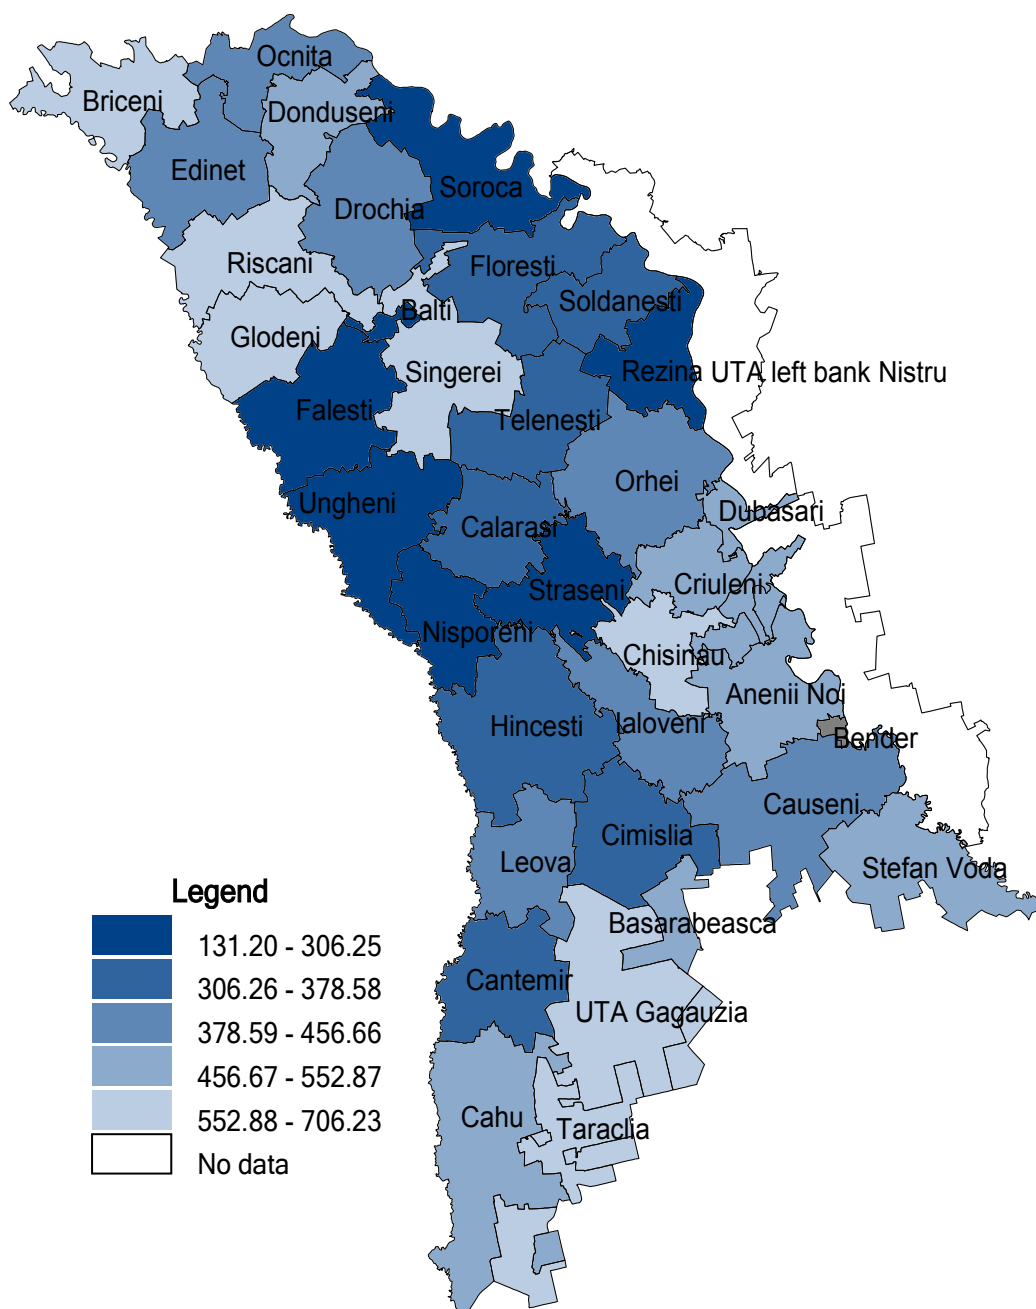 Ocnita
Briceni
Donduseni
Edinet
Soroca
Drochia
Riscani
Floresti
Soldanesti
Balti
Glodeni
Singerei
Rezina UTA left bank Nistru
Falesti
Telenesti
Orhei
Ungheni
Dubasari
Calarasi
Straseni
Criuleni
Nisporeni
Chisinau
Anenii Noi
Hincesti
Ialoveni
Bender
Causeni
Cimislia
Leova
Stefan Voda
Basarabeasca
Cantemir
UTA Gagauzia
Cahu
Taraclia
Legend
131.20 - 306.25
306.26 - 378.58
378.59 - 456.66
456.67 - 552.87
552.88 - 706.23
No data